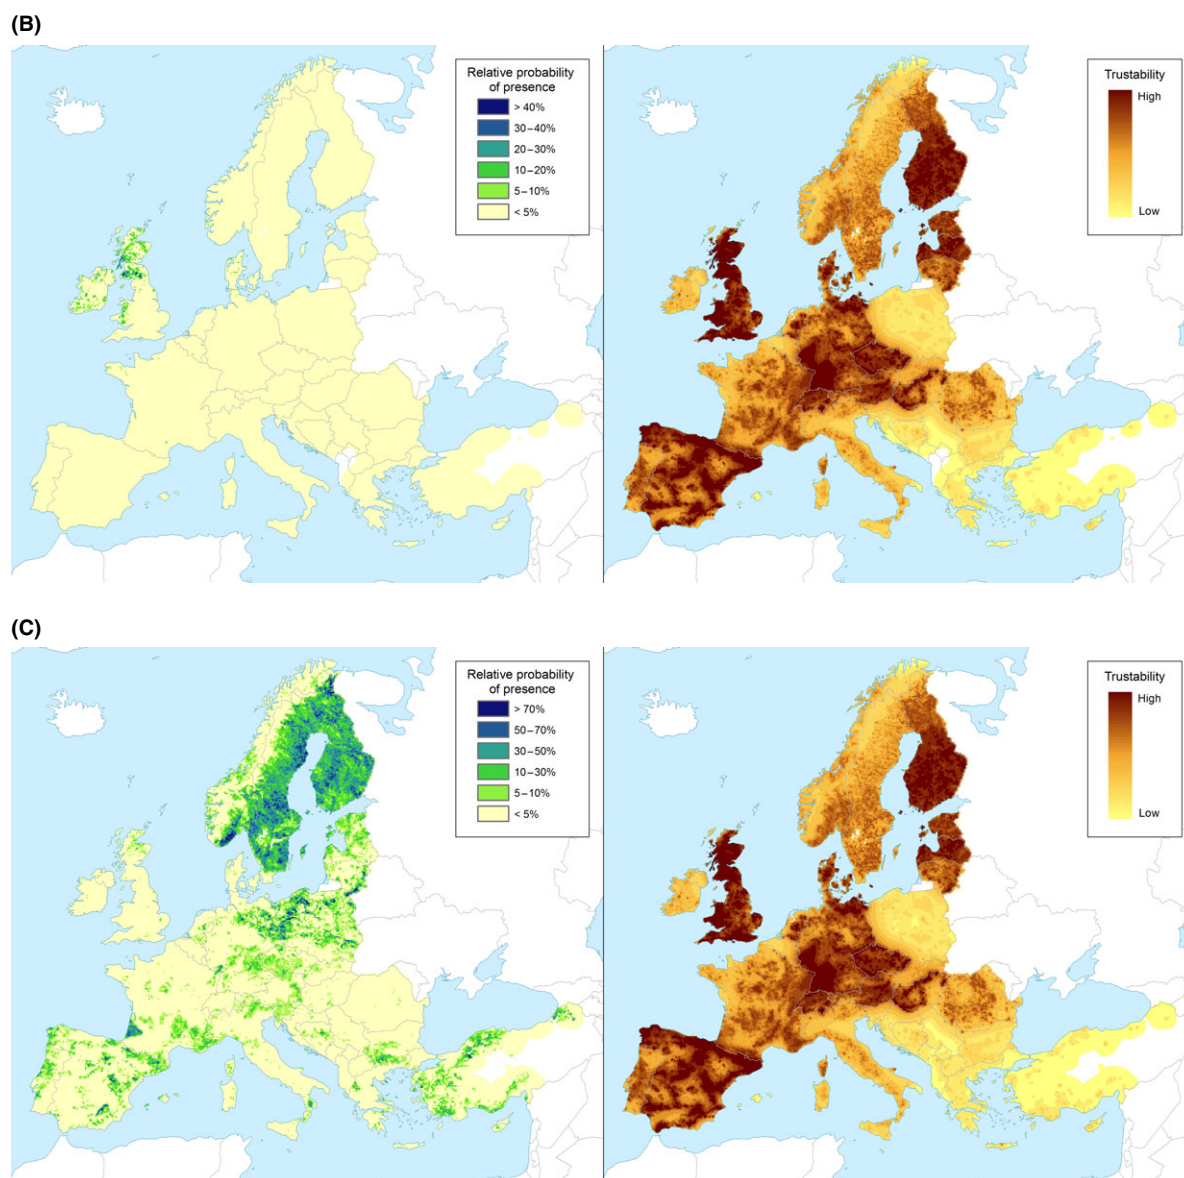 (B)
Relative probability
of presence
> 40%
30–40%
20–30%
10–20%
5–10%
< 5%
Trustability
High
Low
(C)
Relative probability
of presence
> 70%
50–70%
30–50%
10–30%
5–10%
< 5%
Trustability
High
Low